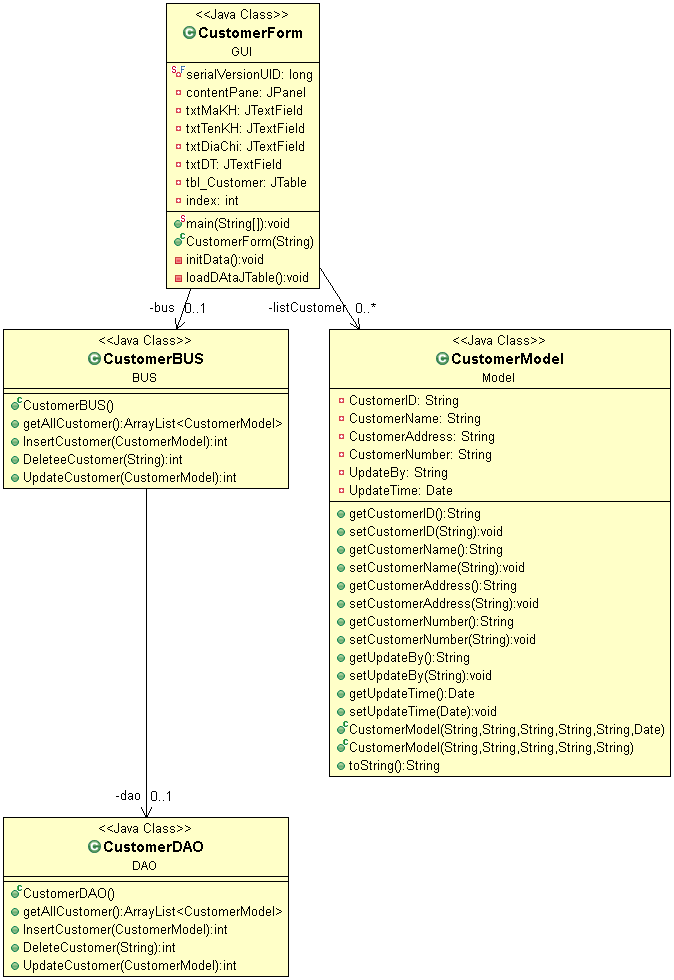 <<Java Class>>
CustomerForm
GUI
serialVersionUID: long
contentPane: JPanel
txtMaKH: JTextField
txtTenKH: JTextField
txtDiaChi: JTextField
txtDT: JTextField
tbl_Customer: JTable
index: int
main(String[]):void
CustomerForm(String)
initData():void
loadDAtaJTable():void
-bus 0..1
-listCustomer 0..*
<<Java Class>>
CustomerBUS
BUS
CustomerBUS()
getAllCustomer():ArrayList<CustomerModel>
InsertCustomer(CustomerModel):int
DeleteeCustomer(String):int
UpdateCustomer(CustomerModel):int
<<Java Class>>
CustomerModel
Model
CustomerID: String
CustomerName: String
CustomerAddress: String
CustomerNumber: String
UpdateBy: String
UpdateTime: Date
getCustomerID():String
setCustomerID(String):void
getCustomerName():String
setCustomerName(String):void
getCustomerAddress():String
setCustomerAddress(String):void
getCustomerNumber():String
setCustomerNumber(String):void
getUpdateBy():String
setUpdateBy(String):void
getUpdateTime():Date
setUpdateTime(Date):void
CustomerModel(String,String,String,String,String,Date)
CustomerModel(String,String,String,String,String)
toString():String
-dao 0..1
<<Java Class>>
CustomerDAO
DAO
CustomerDAO()
getAllCustomer():ArrayList<CustomerModel>
InsertCustomer(CustomerModel):int
DeleteCustomer(String):int
UpdateCustomer(CustomerModel):int